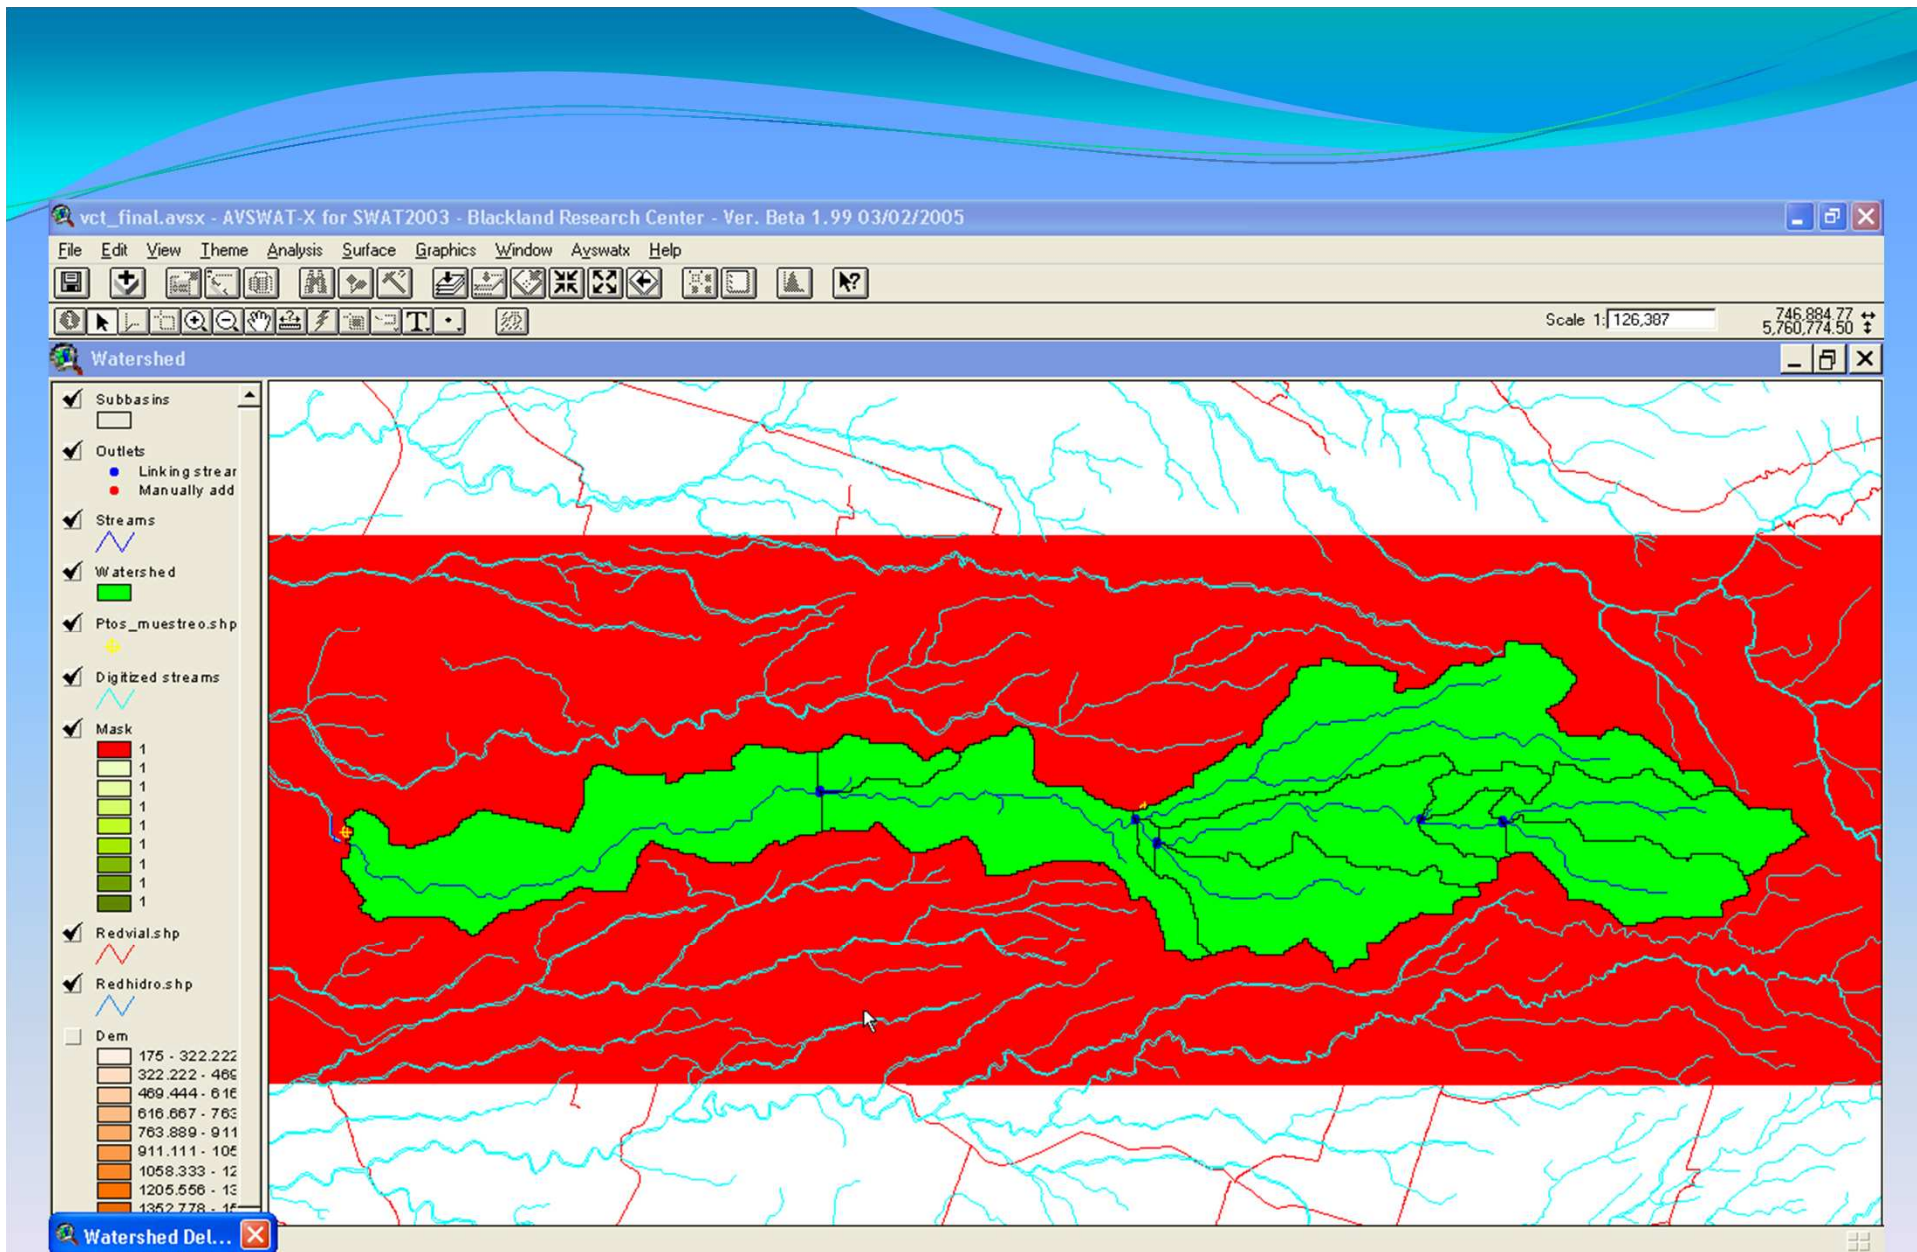 vct_final.avsx - AVSWAT-X for SWAT2003 - Blackland Research Center - Ver. Beta 1.99 03/02/2005
File Edit View Theme Analysis Surface Graphics Window Avswatx Help
Scale 1: 126,387
746,884.77
5,760,774.50
Watershed
Subbasins
Outlets
Linking strear
Manually add
Streams
Watershed
Ptos_muestreo.shp
Digitized streams
Mask
1
1
1
1
1
1
1
1
1
Redvial.shp
Redhidro.shp
Dem
175 - 322.222
322.222 - 469
469.444 - 616
616.667 - 763
763.889 - 911
911.111 - 105
1058.333 - 12
1205.556 - 13
1352.778 - 15
Watershed Del...